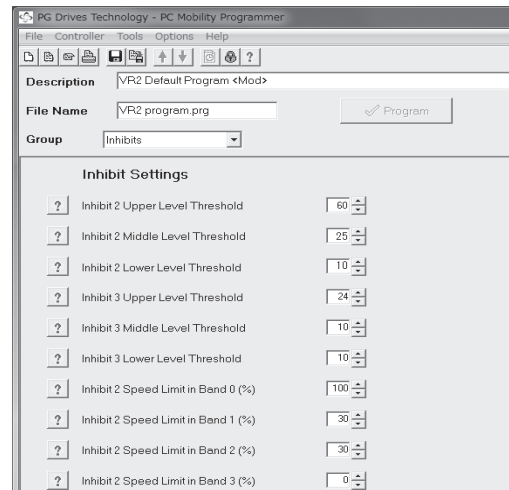 PG Drives Technology - PC Mobility Programmer
File Controller Tools Options Help
?
Description VR2 Default Program <Mod>
File Name VR2 program.prg Program
Group Inhibits
Inhibit Settings
? Inhibit 2 Upper Level Threshold 60
? Inhibit 2 Middle Level Threshold 25
? Inhibit 2 Lower Level Threshold 10
? Inhibit 3 Upper Level Threshold 24
? Inhibit 3 Middle Level Threshold 10
? Inhibit 3 Lower Level Threshold 10
? Inhibit 2 Speed Limit in Band 0 (%) 100
? Inhibit 2 Speed Limit in Band 1 (%) 30
? Inhibit 2 Speed Limit in Band 2 (%) 30
? Inhibit 2 Speed Limit in Band 3 (%) 0